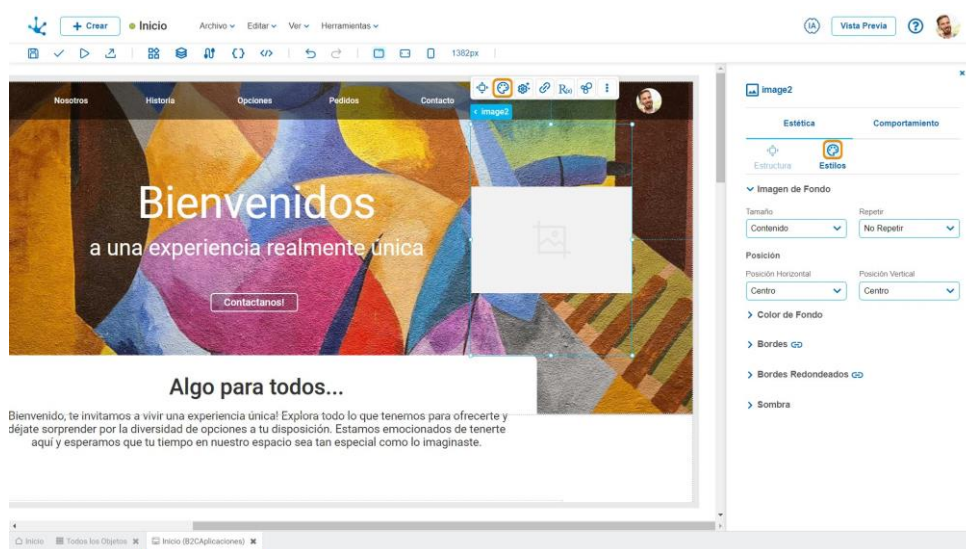 + Crear
Inicio
Archivo
Editar
Ver
Herramientas
IA
Vista Previa
?
1382px
Nosotros
Historia
Opciones
Pedidos
Contacto
image2
Bienvenidos
a una experiencia realmente única
Contactanos!
Algo para todos...
Bienvenido, te invitamos a vivir una experiencia única! Explora todo lo que tenemos para ofrecerte y
déjate sorprender por la diversidad de opciones a tu disposición. Estamos emocionados de tenerte
aquí y esperamos que tu tiempo en nuestro espacio sea tan especial como lo imaginaste.
image2
Estética
Comportamiento
Estructura
Estilos
Imagen de Fondo
Tamaño
Repetir
Contenido
No Repetir
Posición
Posición Horizontal
Posición Vertical
Centro
Centro
Color de Fondo
Bordes
Bordes Redondeados
Sombra
Inicio
Todos los Objetos
Inicio (B2CAplicaciones)